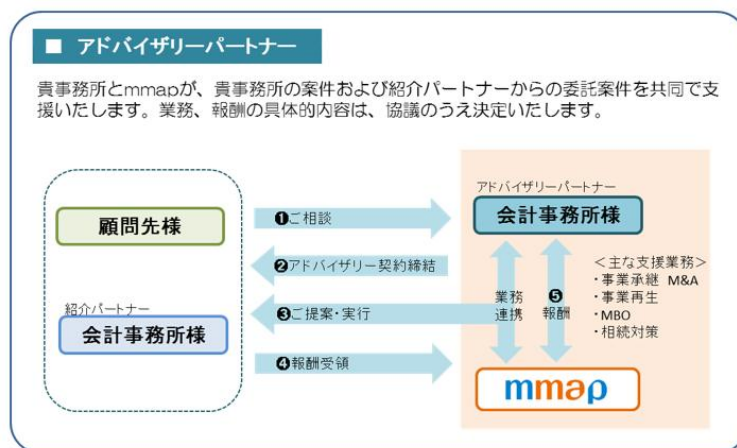 ■ アドバイザリーパートナー
貴事務所とmmapが、貴事務所の案件および紹介パートナーからの委託案件を共同で支
援いたします。業務、報酬の具体的内容は、協議のうえ決定いたします。
顧問先様
紹介パートナー
会計事務所様
❶ご相談
❷アドバイザリー契約締結
❸ご提案・実行
❹報酬受領
アドバイザリーパートナー
会計事務所様
業務
連携
❺
報酬
＜主な支援業務＞
・事業承継 M&A
・事業再生
・MBO
・相続対策
mmap